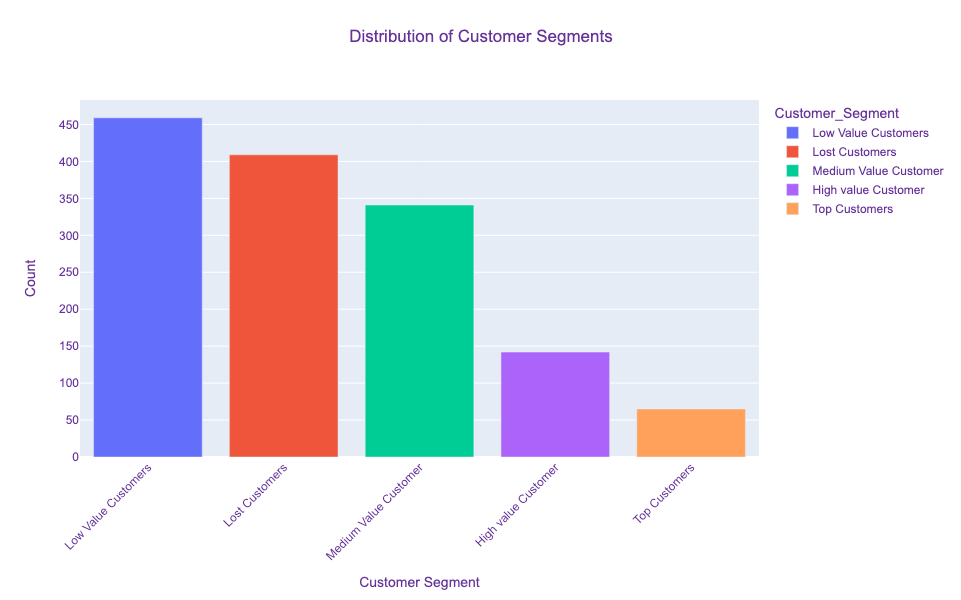 Distribution of Customer Segments
Customer_Segment
Low Value Customers
Lost Customers
Medium Value Customer
High value Customer
Top Customers
Count
450
400
350
300
250
200
150
100
50
0
Low Value Customers
Lost Customers
Medium Value Customer
High value Customer
Top Customers
Customer Segment